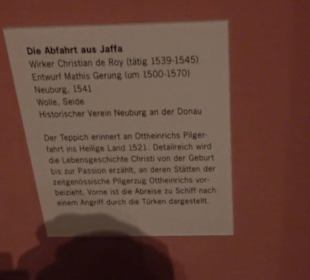 Die Abfahrt aus Jaffa
Wirker Christian de Roy (tätig 1539-1545)
Entwurf Mathis Gerung (um 1500-1570)
Neuburg, 1541
Wolle, Seide
Historischer Verein Neuburg an der Donau
Der Teppich erinnert an Ottheinrichs Pilger-
fahrt ins Heilige Land 1521. Detailreich wird
die Lebensgeschichte Christi von der Geburt
bis zur Passion erzählt, an deren Stätten der
zeitgenössische Pilgerzug Ottheinrichs vor-
beizieht. Vorne ist die Abreise zu Schiff nach
einem Angriff durch die Türken dargestellt.